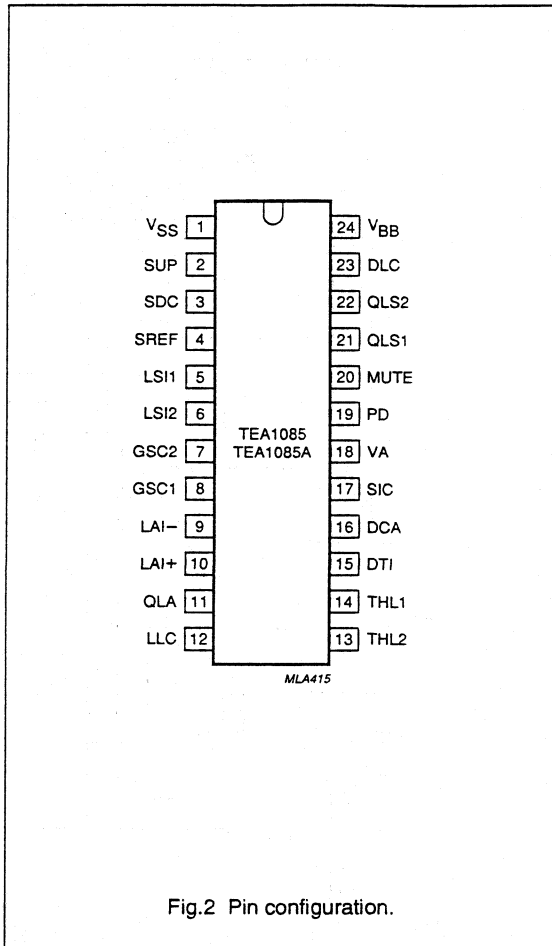 VSS 1 24 VBB
SUP 2 23 DLC
SDC 3 22 QLS2
SREF 4 21 QLS1
LSI1 5 20 MUTE
LSI2 6 19 PD
TEA1085
GSC2 7 TEA1085A 18 VA
GSC1 8 17 SIC
LAI− 9 16 DCA
LAI+ 10 15 DTI
QLA 11 14 THL1
LLC 12 13 THL2
MLA415
Fig.2 Pin configuration.